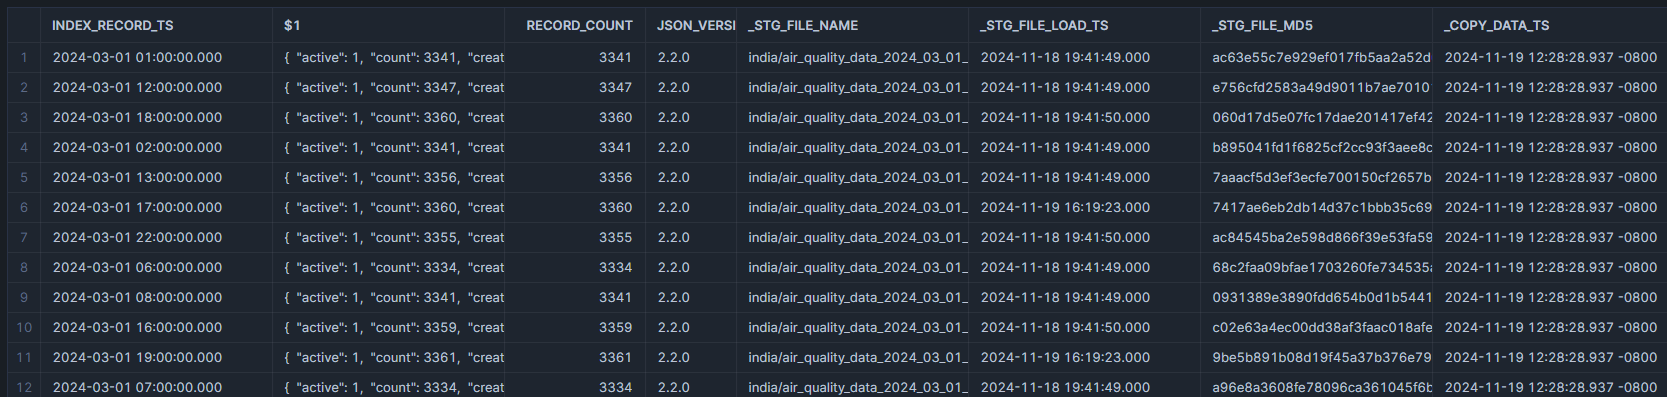 INDEX_RECORD_TS $1 RECORD_COUNT JSON_VERSI _STG_FILE_NAME _STG_FILE_LOAD_TS _STG_FILE_MD5 _COPY_DATA_TS
1 2024-03-01 01:00:00.000 { "active": 1, "count": 3341, "creat 3341 2.2.0 india/air_quality_data_2024_03_01_ 2024-11-18 19:41:49.000 ac63e55c7e929ef017fb5aa2a52d 2024-11-19 12:28:28.937 -0800
2 2024-03-01 12:00:00.000 { "active": 1, "count": 3347, "creat 3347 2.2.0 india/air_quality_data_2024_03_01_ 2024-11-18 19:41:49.000 e756cfd2583a49d9011b7ae7010 2024-11-19 12:28:28.937 -0800
3 2024-03-01 18:00:00.000 { "active": 1, "count": 3360, "creat 3360 2.2.0 india/air_quality_data_2024_03_01_ 2024-11-18 19:41:50.000 060d17d5e07fc17dae201417ef42 2024-11-19 12:28:28.937 -0800
4 2024-03-01 02:00:00.000 { "active": 1, "count": 3341, "creat 3341 2.2.0 india/air_quality_data_2024_03_01_ 2024-11-18 19:41:49.000 b895041fd1f6825cf2cc93f3aee8c 2024-11-19 12:28:28.937 -0800
5 2024-03-01 13:00:00.000 { "active": 1, "count": 3356, "creat 3356 2.2.0 india/air_quality_data_2024_03_01_ 2024-11-18 19:41:49.000 7aaacf5d3ef3ecfe700150cf2657b 2024-11-19 12:28:28.937 -0800
6 2024-03-01 17:00:00.000 { "active": 1, "count": 3360, "creat 3360 2.2.0 india/air_quality_data_2024_03_01_ 2024-11-19 16:19:23.000 7417ae6eb2db14d37c1bbb35c69 2024-11-19 12:28:28.937 -0800
7 2024-03-01 22:00:00.000 { "active": 1, "count": 3355, "creat 3355 2.2.0 india/air_quality_data_2024_03_01_ 2024-11-18 19:41:50.000 ac84545ba2e598d866f39e53fa59 2024-11-19 12:28:28.937 -0800
8 2024-03-01 06:00:00.000 { "active": 1, "count": 3334, "creat 3334 2.2.0 india/air_quality_data_2024_03_01_ 2024-11-18 19:41:49.000 68c2faa09bfae1703260fe734535a 2024-11-19 12:28:28.937 -0800
9 2024-03-01 08:00:00.000 { "active": 1, "count": 3341, "creat 3341 2.2.0 india/air_quality_data_2024_03_01_ 2024-11-18 19:41:49.000 0931389e3890fdd654b0d1b5441 2024-11-19 12:28:28.937 -0800
10 2024-03-01 16:00:00.000 { "active": 1, "count": 3359, "creat 3359 2.2.0 india/air_quality_data_2024_03_01_ 2024-11-18 19:41:50.000 c02e63a4ec00dd38af3faac018afe 2024-11-19 12:28:28.937 -0800
11 2024-03-01 19:00:00.000 { "active": 1, "count": 3361, "creat 3361 2.2.0 india/air_quality_data_2024_03_01_ 2024-11-19 16:19:23.000 9be5b891b08d19f45a37b376e79 2024-11-19 12:28:28.937 -0800
12 2024-03-01 07:00:00.000 { "active": 1, "count": 3334, "creat 3334 2.2.0 india/air_quality_data_2024_03_01_ 2024-11-18 19:41:49.000 a96e8a3608fe78096ca361045f6b 2024-11-19 12:28:28.937 -0800